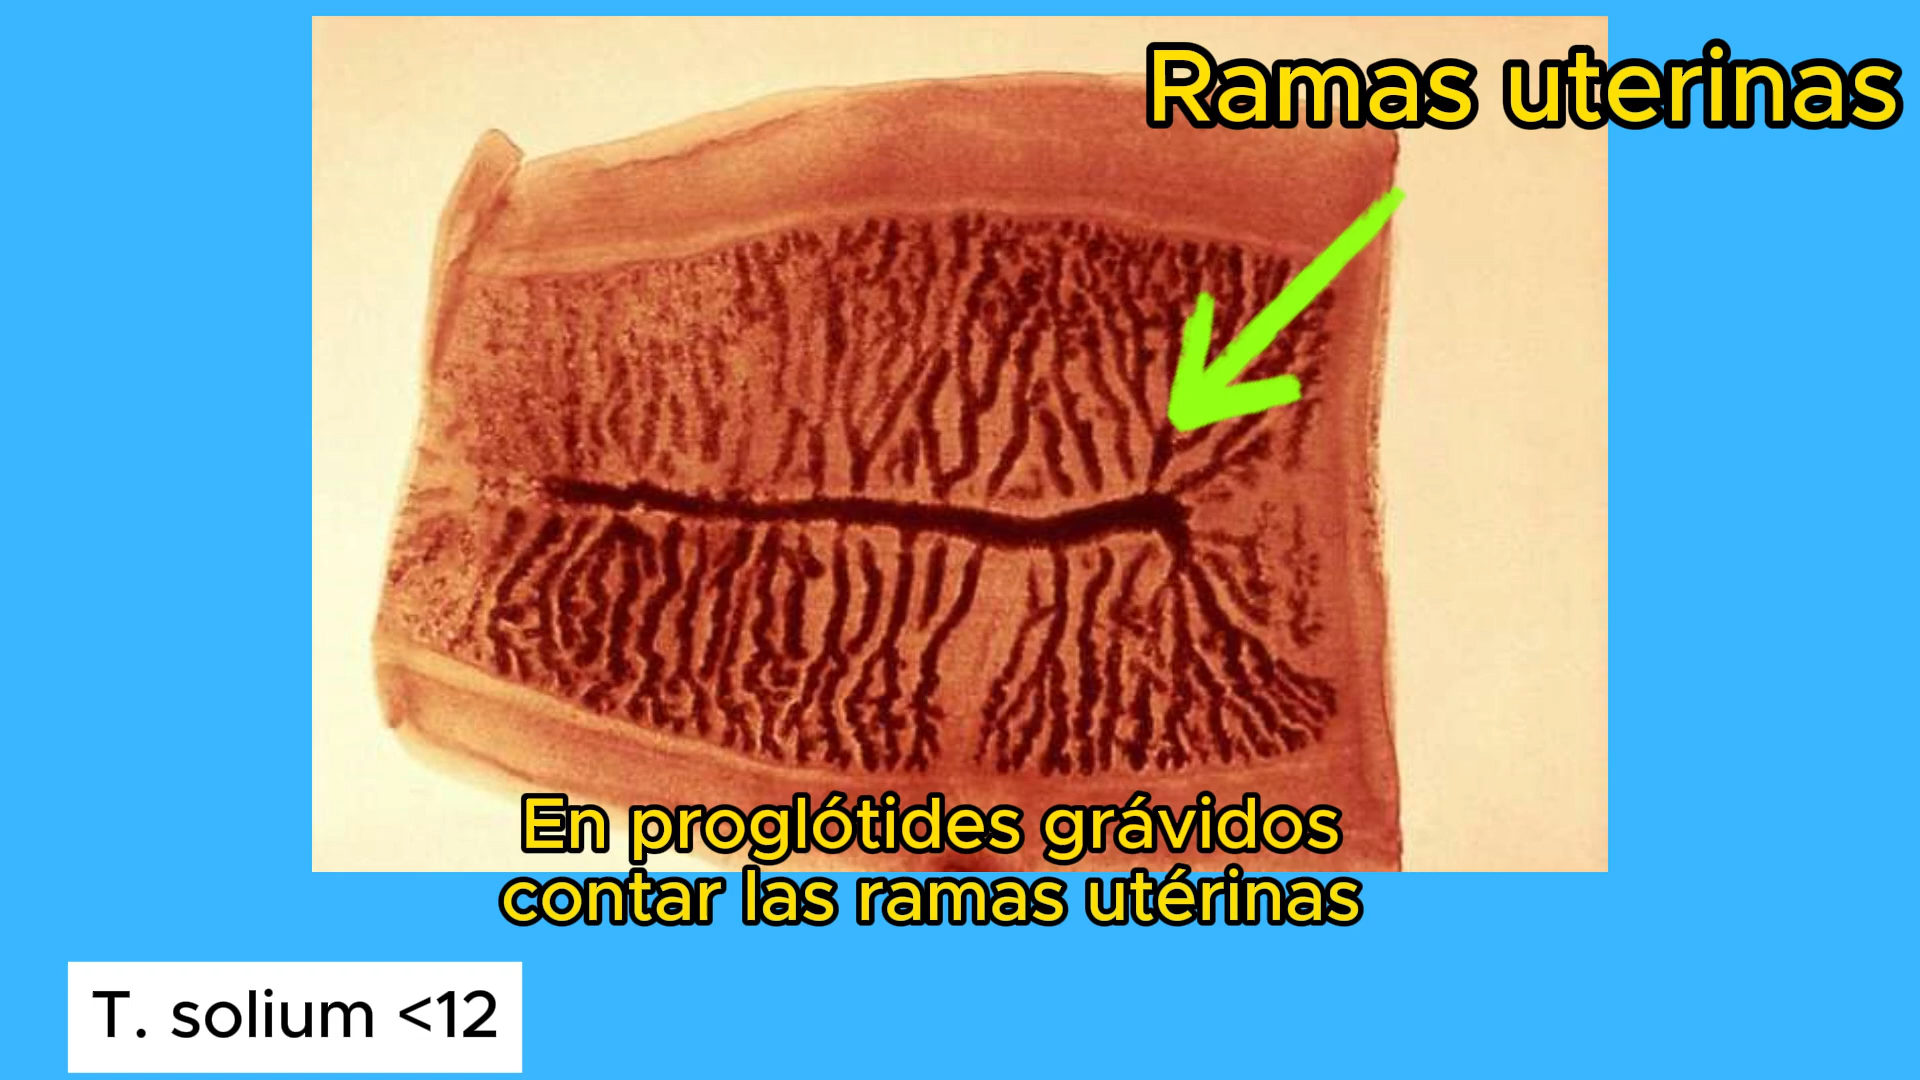 Ramas uterinas
En proglótides grávidos
contar las ramas utérinas
T. solium <12